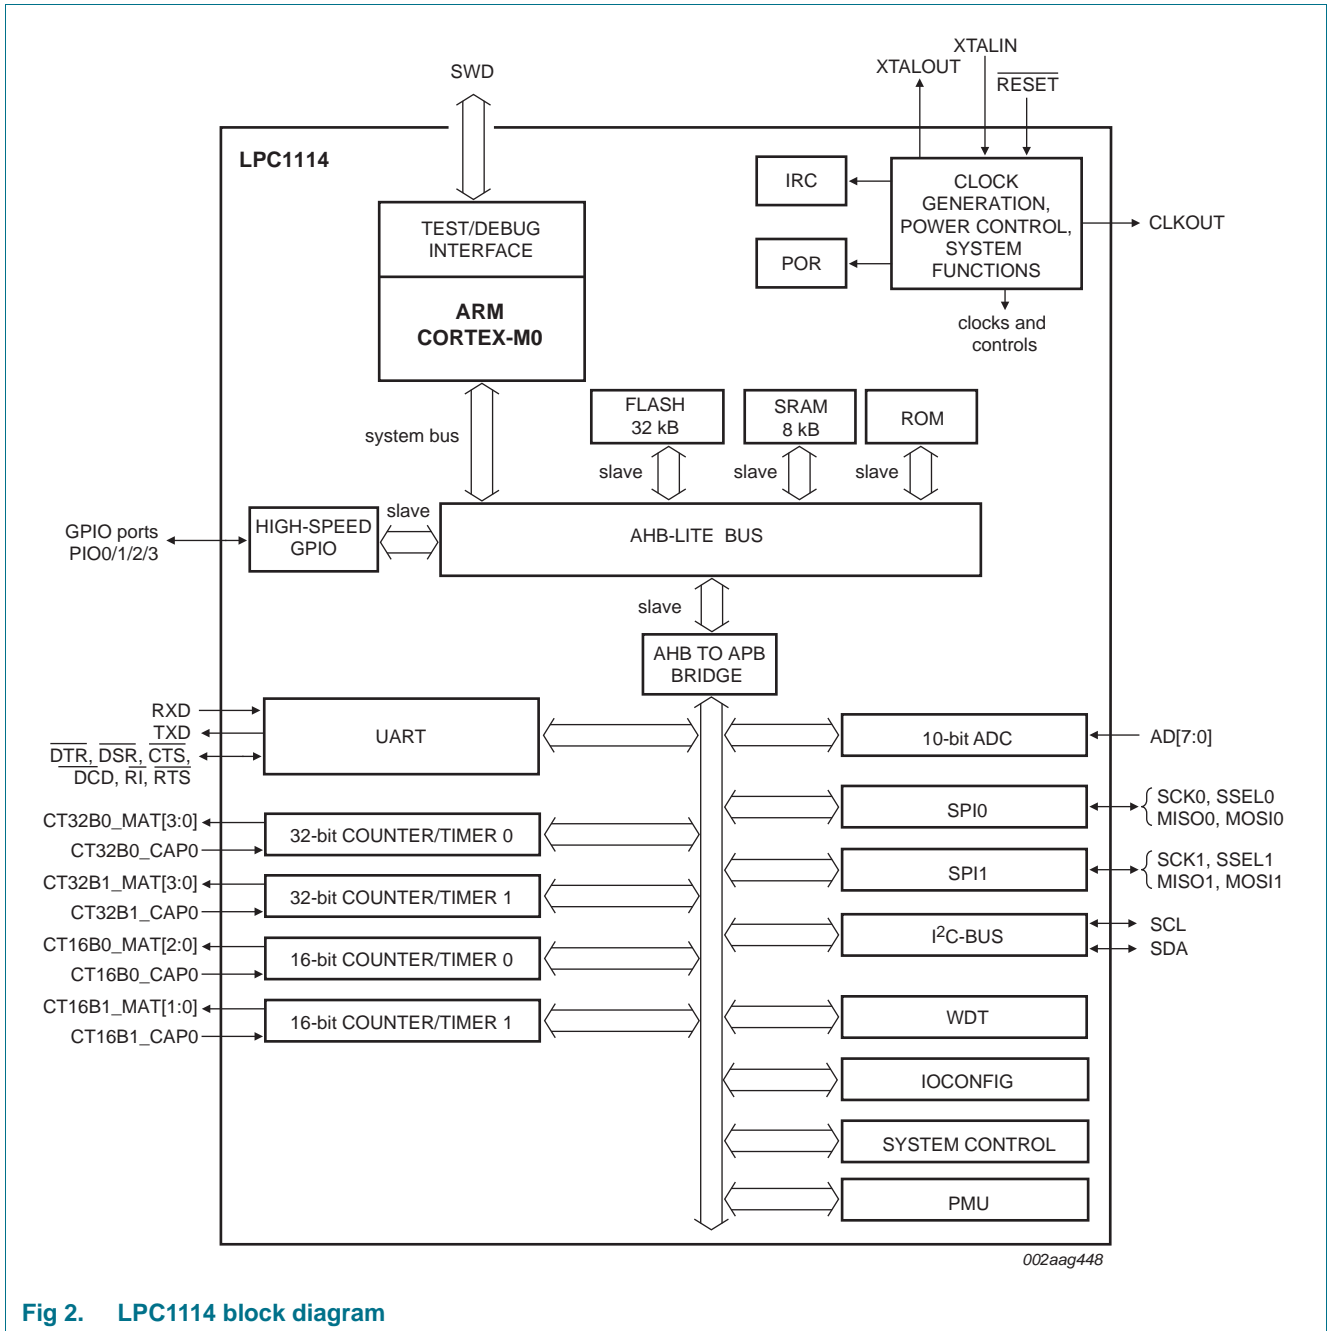 XTALIN
XTALOUT
RESET
SWD
LPC1114
TEST/DEBUG
INTERFACE
ARM
CORTEX-M0
IRC
POR
CLOCK
GENERATION,
POWER CONTROL,
SYSTEM
FUNCTIONS
CLKOUT
clocks and
controls
system bus
FLASH
32 kB
SRAM
8 kB
ROM
slave
slave
slave
GPIO ports
PIO0/1/2/3
HIGH-SPEED
GPIO
slave
AHB-LITE BUS
slave
AHB TO APB
BRIDGE
RXD
TXD
DTR, DSR, CTS,
DCD, RI, RTS
UART
10-bit ADC
AD[7:0]
CT32B0_MAT[3:0]
CT32B0_CAP0
32-bit COUNTER/TIMER 0
SPI0
SCK0, SSEL0
MISO0, MOSI0
CT32B1_MAT[3:0]
CT32B1_CAP0
32-bit COUNTER/TIMER 1
SPI1
SCK1, SSEL1
MISO1, MOSI1
CT16B0_MAT[2:0]
CT16B0_CAP0
16-bit COUNTER/TIMER 0
I2C-BUS
SCL
SDA
CT16B1_MAT[1:0]
CT16B1_CAP0
16-bit COUNTER/TIMER 1
WDT
IOCONFIG
SYSTEM CONTROL
PMU
002aag448
Fig 2. LPC1114 block diagram